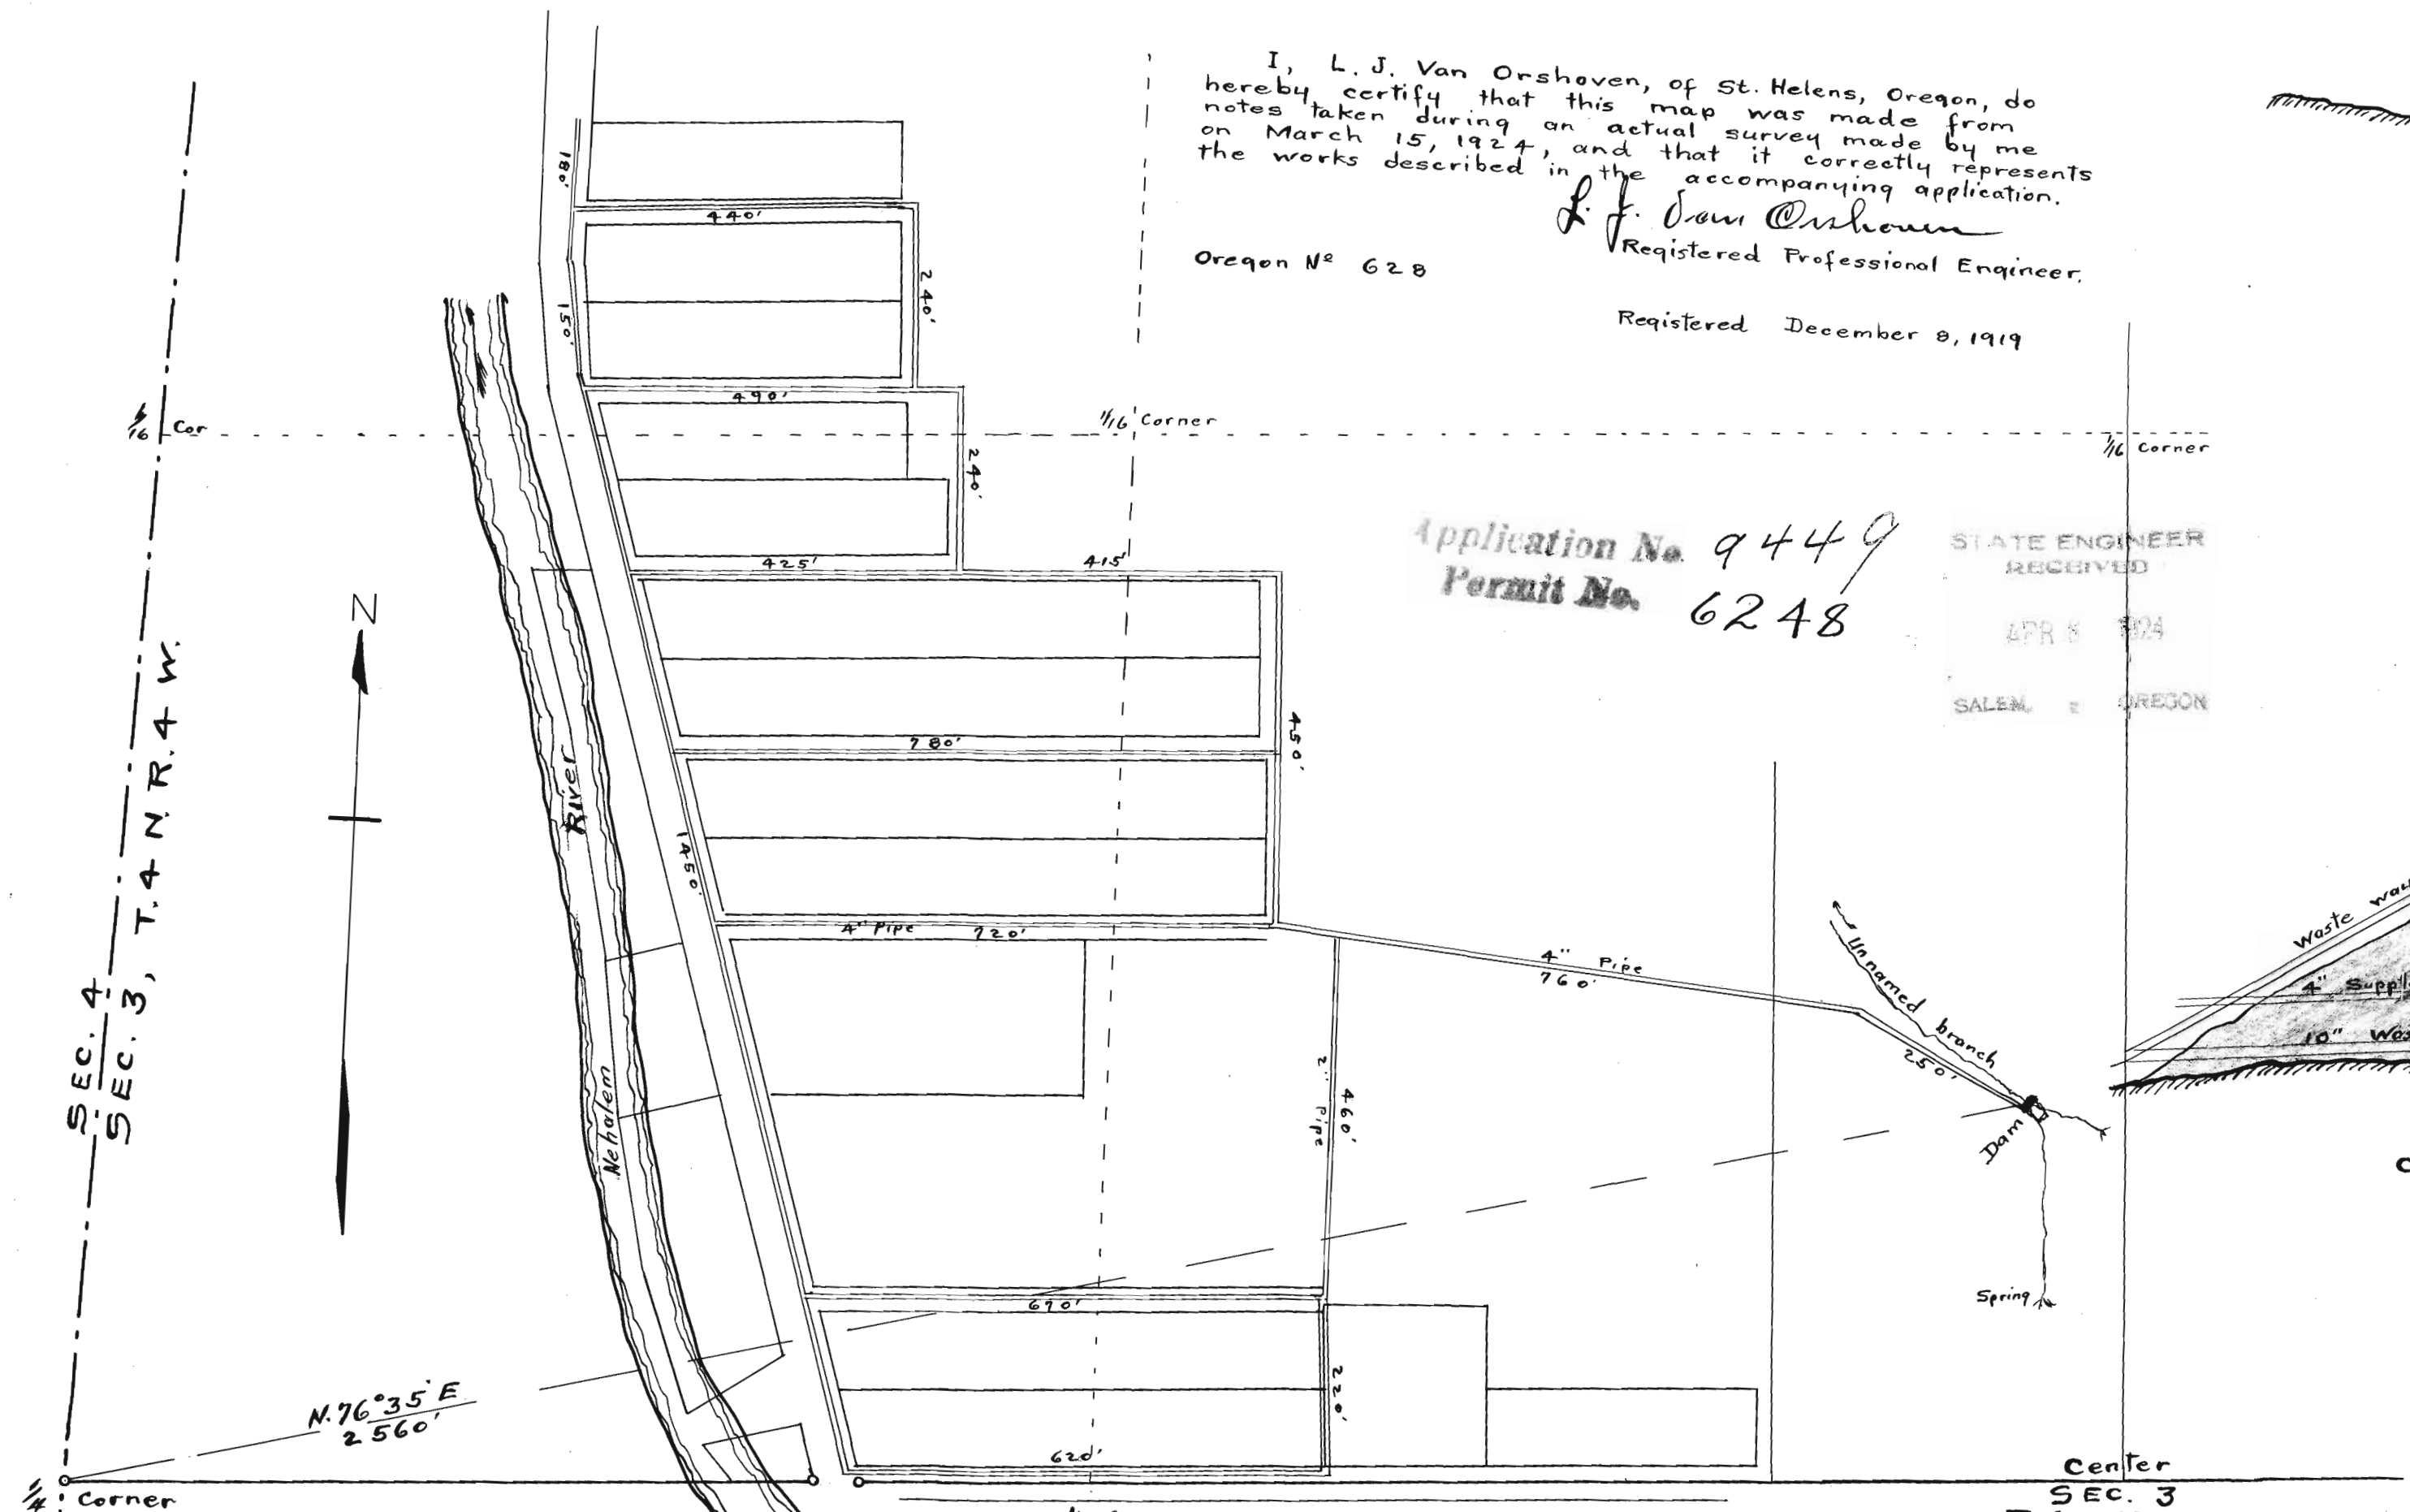 I, L. J. Van Orshoven, of St. Helens, Oregon, do
hereby certify that this map was made from
notes taken during an actual survey made by me
on March 15, 1924, and that it correctly represents
the works described in the accompanying application.
L. J. Van Orshoven
Registered Professional Engineer.
Oregon Nº 628
Registered December 8, 1919
180'
440'
240'
150'
490'
1/16 Cor
1/16 Corner
1/16 Corner
240'
425'
415'
Application No. 9449
Permit No. 6248
STATE ENGINEER
RECEIVED
APR 1924
SALEM, OREGON
N
SEC. 4
SEC. 3, T. 4 N. R. 4 W.
Nehalem River
780'
450'
1450'
4" Pipe 720'
4" Pipe
760'
Unnamed branch
250'
Dam
Spring
Waste way
4" Suppl
10" Was
2" Pipe
460'
670'
220'
620'
N. 76°35' E
2560'
1/4 Corner
Center
SEC. 3